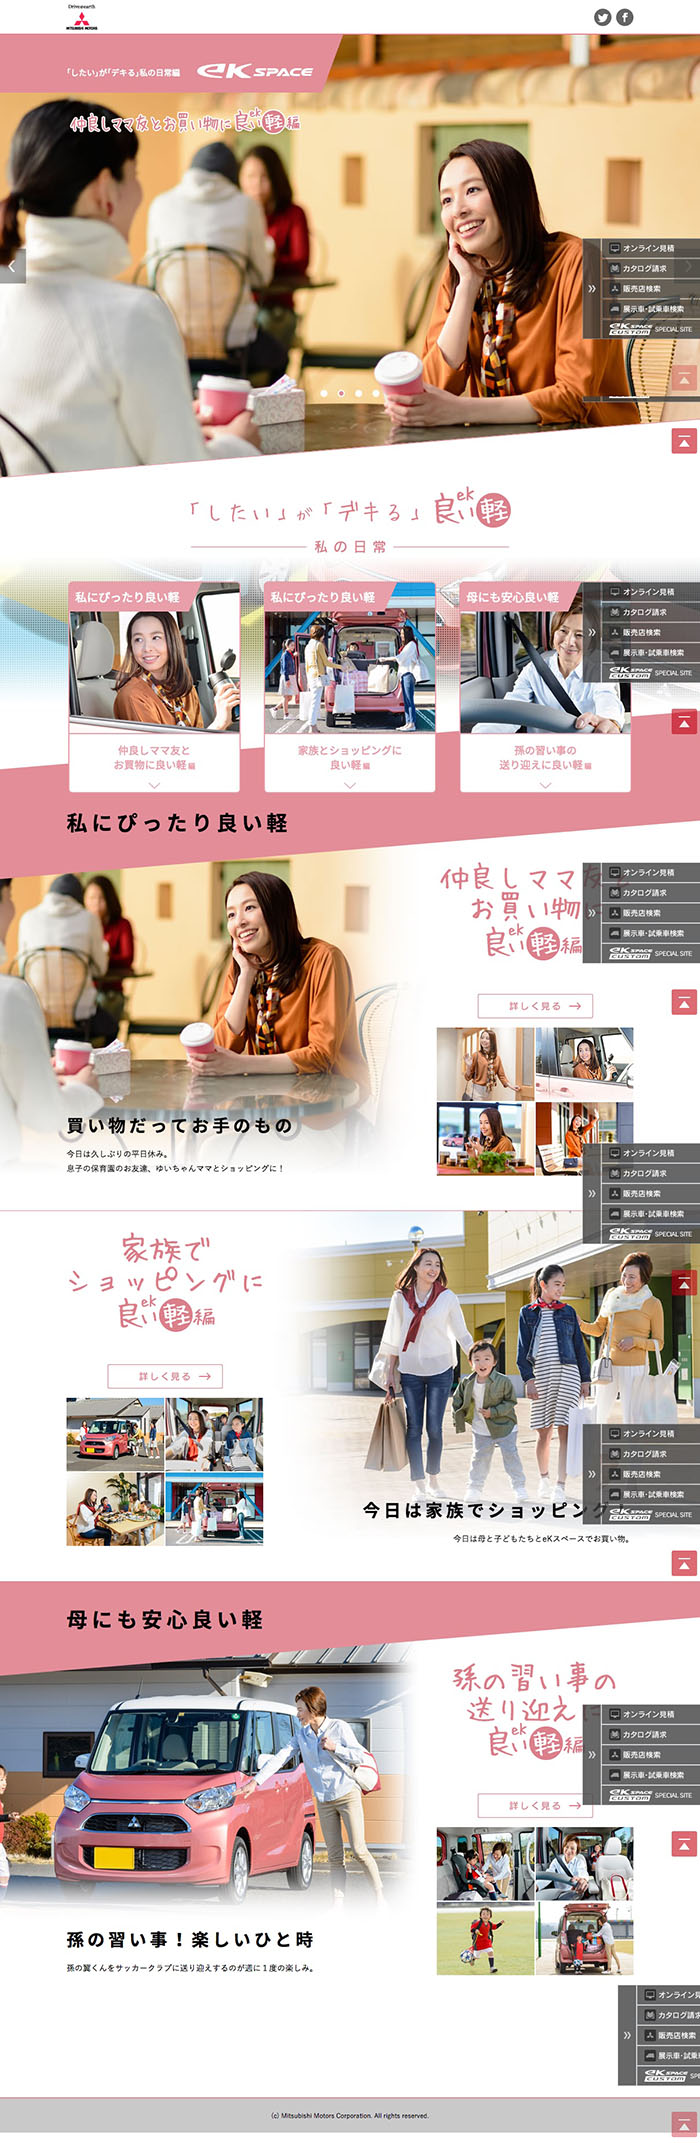 Drive@earth
MITSUBISHI MOTORS
「したい」が「デキる」私の日常編 eK SPACE
仲良しママ友とお買い物に良い軽編
ek
オンライン見積
カタログ請求
販売店検索
展示車・試乗車検索
eK SPACE CUSTOM SPECIAL SITE
「したい」が「デキる」良い軽
ek
私の日常
私にぴったり良い軽
私にぴったり良い軽
母にも安心良い軽
オンライン見積
カタログ請求
販売店検索
展示車・試乗車検索
eK SPACE CUSTOM SPECIAL SITE
仲良しママ友と
お買物に良い軽編
家族とショッピングに
良い軽編
孫の習い事の
送り迎えに良い軽編
私にぴったり良い軽
仲良しママ友と
お買い物に
良い軽編
ek
オンライン見積
カタログ請求
販売店検索
展示車・試乗車検索
eK SPACE CUSTOM SPECIAL SITE
詳しく見る →
買い物だってお手のもの
今日は久しぶりの平日休み。
息子の保育園のお友達、ゆいちゃんママとショッピングに！
オンライン見積
カタログ請求
販売店検索
展示車・試乗車検索
eK SPACE CUSTOM SPECIAL SITE
家族で
ショッピングに
良い軽編
ek
詳しく見る →
オンライン見積
カタログ請求
販売店検索
展示車・試乗車検索
eK SPACE CUSTOM SPECIAL SITE
今日は家族でショッピング
今日は母と子どもたちとeKスペースでお買い物。
母にも安心良い軽
孫の習い事の
送り迎えに
良い軽編
ek
オンライン見積
カタログ請求
販売店検索
展示車・試乗車検索
eK SPACE CUSTOM SPECIAL SITE
詳しく見る →
孫の習い事！楽しいひと時
孫の翼くんをサッカークラブに送り迎えするのが週に１度の楽しみ。
オンライン見
カタログ請求
販売店検索
展示車・試乗
eK SPACE CUSTOM SPE
(c) Mitsubishi Motors Corporation. All rights reserved.